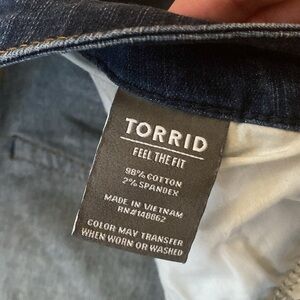 TORRID
FEEL THE FIT
98% COTTON
2% SPANDEX
MADE IN VIETNAM
RN#148862
COLOR MAY TRANSFER
WHEN WORN OR WASHED